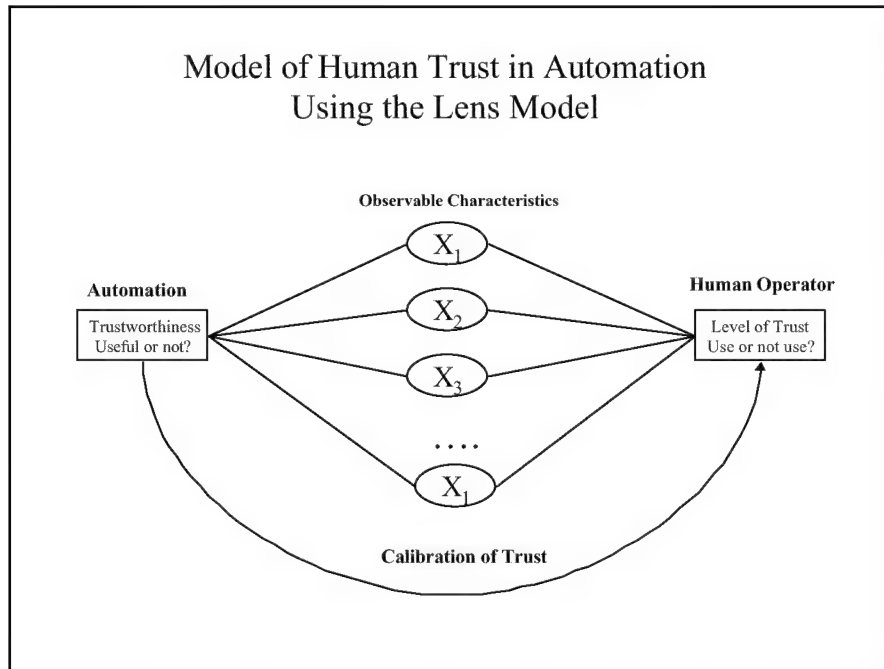 Model of Human Trust in Automation
Using the Lens Model
Observable Characteristics
X₁
Automation
Human Operator
Trustworthiness
Useful or not?
X₂
Level of Trust
Use or not use?
X₃
....
X₁
Calibration of Trust